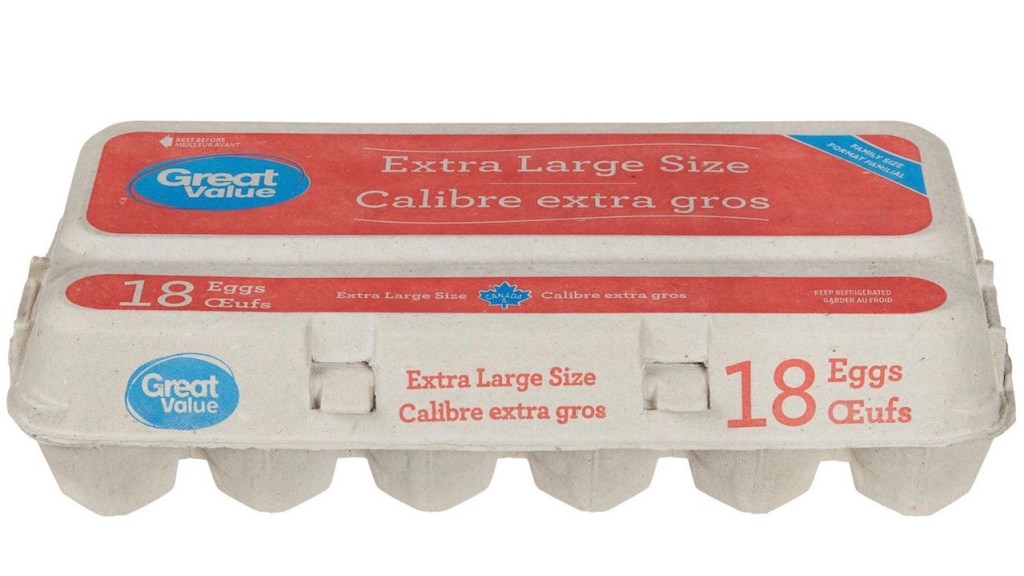 BEST BEFORE
MEILLEUR AVANT
Great
Value
Extra Large Size
Calibre extra gros
FAMILY SIZE
FORMAT FAMILIAL
18 Eggs
Œufs
Extra Large Size
CANADA
A
Calibre extra gros
KEEP REFRIGERATED
GARDER AU FROID
Great
Value
Extra Large Size
Calibre extra gros
18 Eggs
Œufs